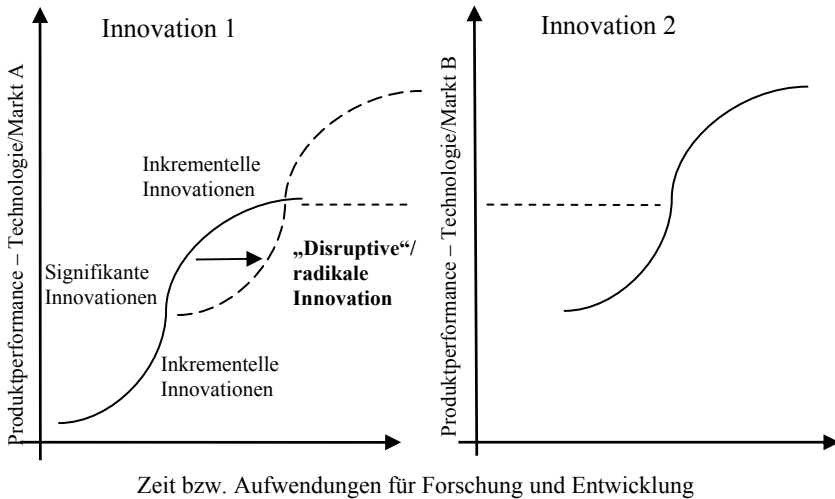 Innovation 1
Innovation 2
Produktperformance – Technologie/Markt A
Inkrementelle
Innovationen
Signifikante
Innovationen
Inkrementelle
Innovationen
„Disruptive“/
radikale
Innovation
Produktperformance – Technologie/Markt B
Zeit bzw. Aufwendungen für Forschung und Entwicklung